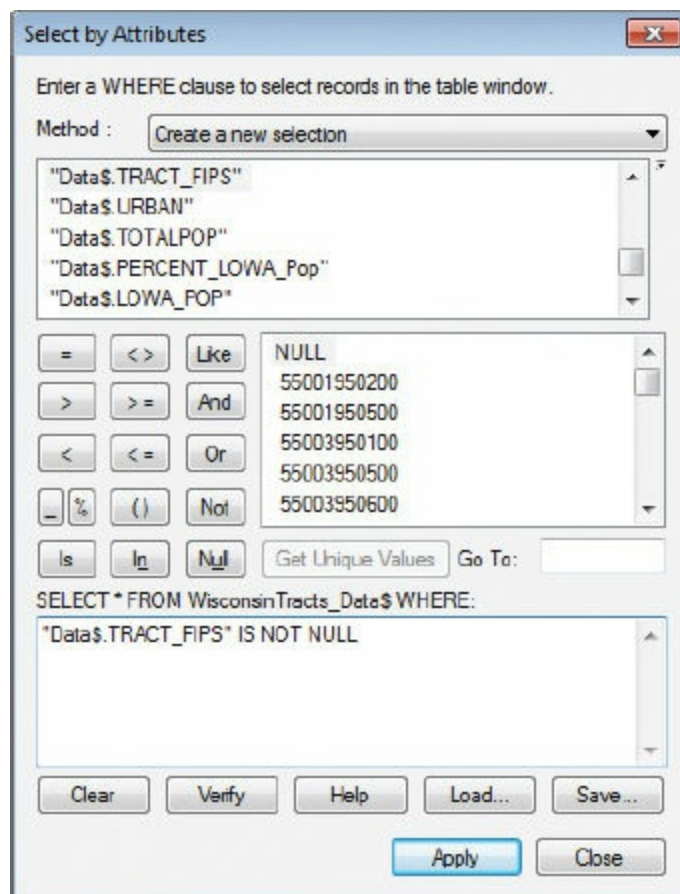 Select by Attributes
Enter a WHERE clause to select records in the table window.
Method : Create a new selection
"Data$.TRACT_FIPS"
"Data$.URBAN"
"Data$.TOTALPOP"
"Data$.PERCENT_LOWA_Pop"
"Data$.LOWA_POP"
= <> Like
> >= And
< <= Or
_ % () Not
Is In Null
NULL
55001950200
55001950500
55003950100
55003950500
55003950600
Get Unique Values Go To:
SELECT * FROM WisconsinTracts_Data$ WHERE:
"Data$.TRACT_FIPS" IS NOT NULL
Clear Verify Help Load... Save...
Apply Close